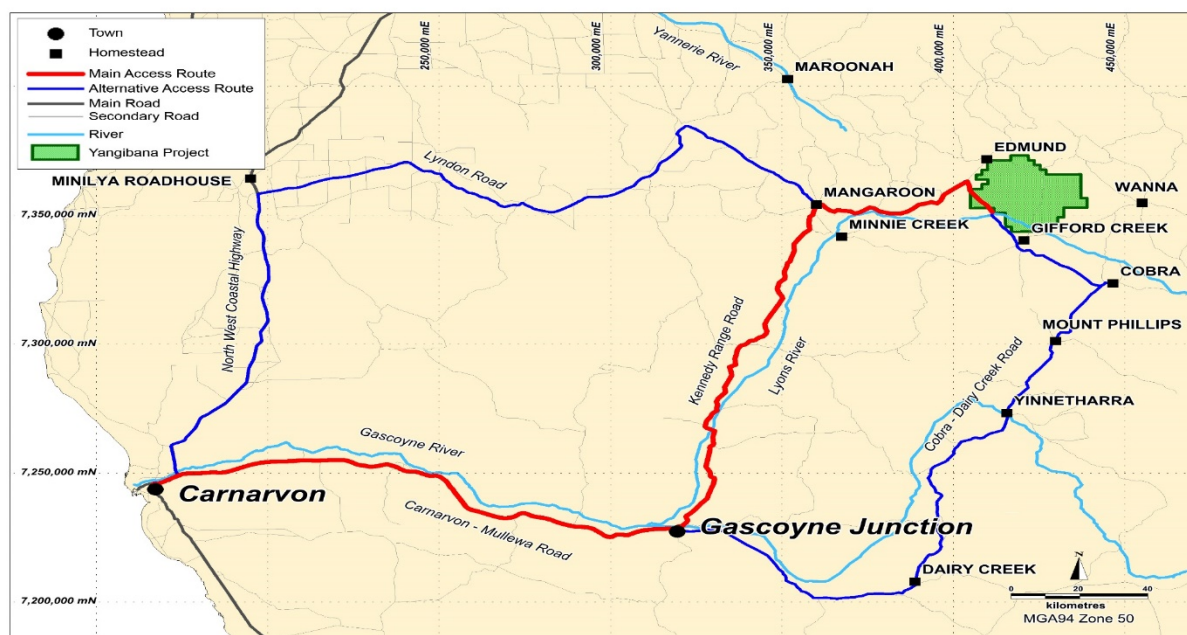 Town
Homestead
Main Access Route
Alternative Access Route
Main Road
Secondary Road
River
Yangibana Project
250,000 mE
300,000 mE
350,000 mE
400,000 mE
450,000 mE
Yannerie River
MAROONAH
EDMUND
MINILYA ROADHOUSE
Lyndon Road
MANGAROON
WANNA
7,350,000 mN
MINNIE CREEK
GIFFORD CREEK
COBRA
North West Coastal Highway
Kennedy Range Road
Lyons River
MOUNT PHILLIPS
7,300,000 mN
Cobra - Dairy Creek Road
YINNETHARRA
Gascoyne River
7,250,000 mN
Carnarvon
Carnarvon - Mullewa Road
Gascoyne Junction
DAIRY CREEK
Z
7,200,000 mN
0 20 40
kilometres
MGA94 Zone 50